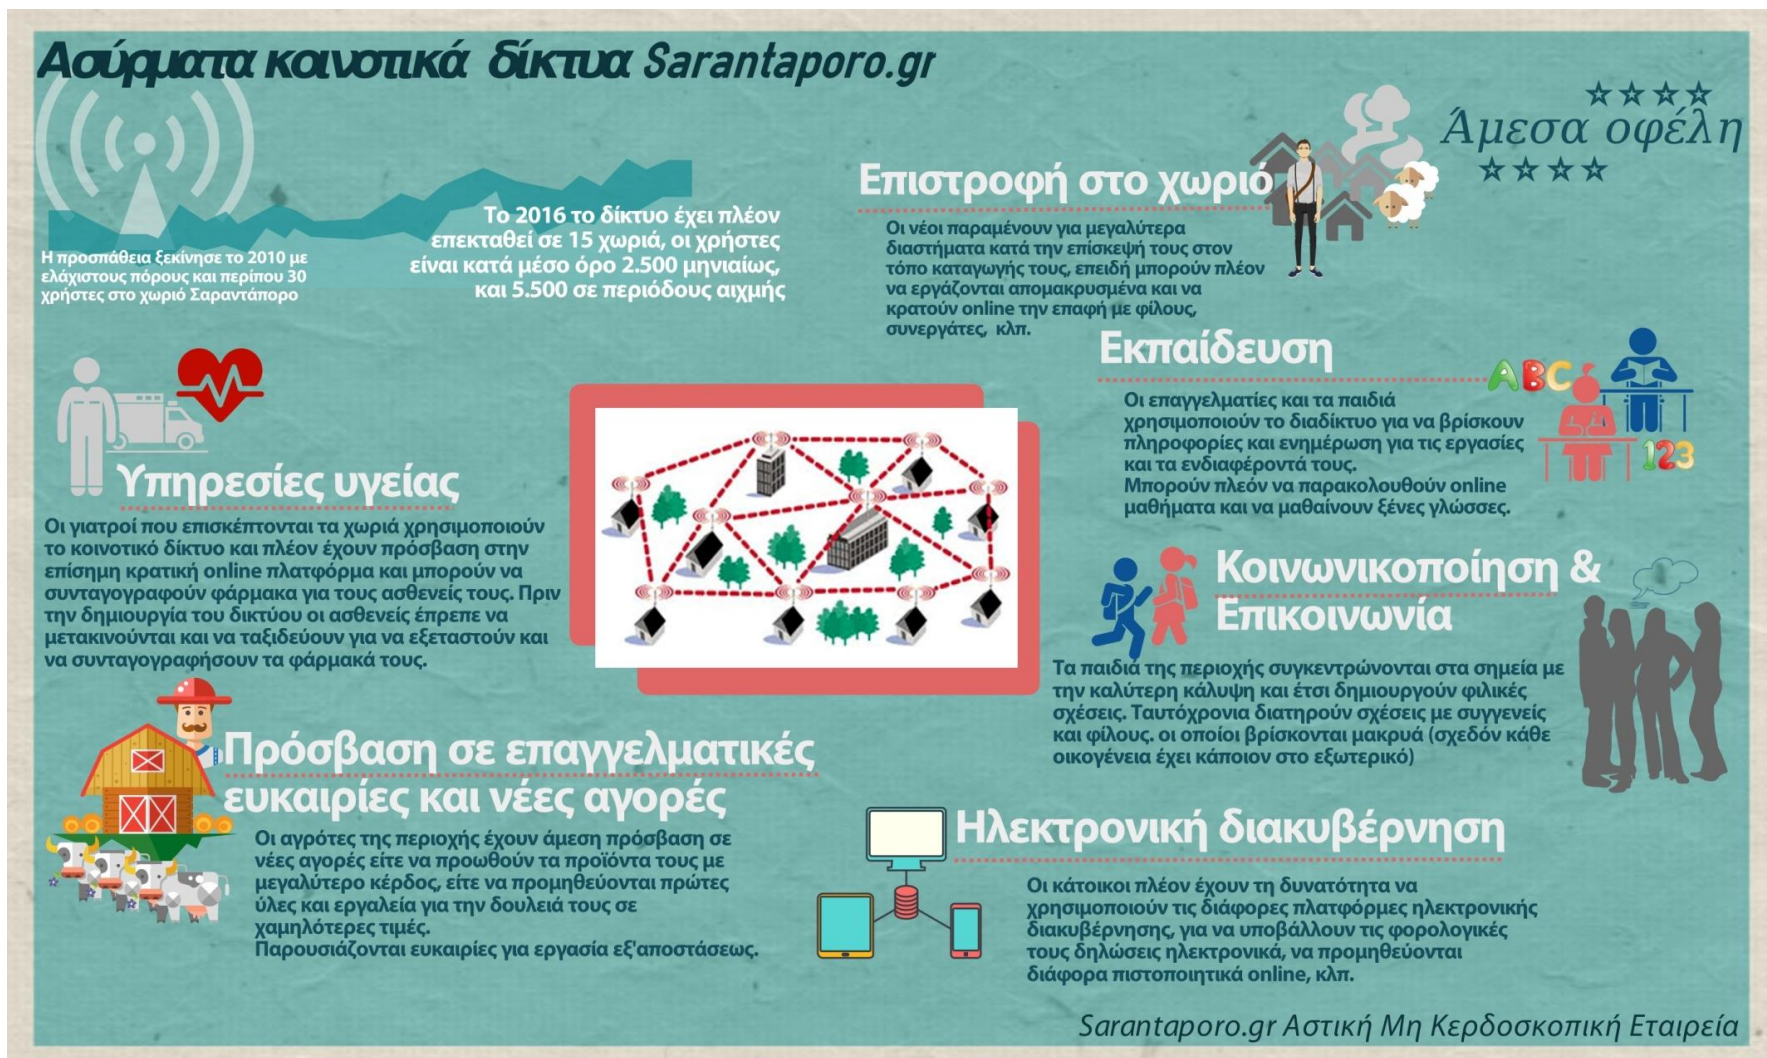 Ασύρματα κοινοτικά δίκτυα Sarantaporo.gr
Άμεσα οφέλη
Η προσπάθεια ξεκίνησε το 2010 με
ελάχιστους πόρους και περίπου 30
χρήστες στο χωριό Σαραντάπορο
Το 2016 το δίκτυο έχει πλέον
επεκταθεί σε 15 χωριά, οι χρήστες
είναι κατά μέσο όρο 2.500 μηνιαίως,
και 5.500 σε περιόδους αιχμής
Επιστροφή στο χωριό
Οι νέοι παραμένουν για μεγαλύτερα
διαστήματα κατά την επίσκεψή τους στον
τόπο καταγωγής τους, επειδή μπορούν πλέον
να εργάζονται απομακρυσμένα και να
κρατούν online την επαφή με φίλους,
συνεργάτες, κλπ.
Εκπαίδευση
ABC
123
Οι επαγγελματίες και τα παιδιά
χρησιμοποιούν το διαδίκτυο για να βρίσκουν
πληροφορίες και ενημέρωση για τις εργασίες
και τα ενδιαφέροντά τους.
Μπορούν πλεόν να παρακολουθούν online
μαθήματα και να μαθαίνουν ξένες γλώσσες.
Υπηρεσίες υγείας
Οι γιατροί που επισκέπτονται τα χωριά χρησιμοποιούν
το κοινοτικό δίκτυο και πλέον έχουν πρόσβαση στην
επίσημη κρατική online πλατφόρμα και μπορούν να
συνταγογραφούν φάρμακα για τους ασθενείς τους. Πριν
την δημιουργία του δικτύου οι ασθενείς έπρεπε να
μετακινούνται και να ταξιδεύουν για να εξεταστούν και
να συνταγογραφήσουν τα φάρμακά τους.
Κοινωνικοποίηση &
Επικοινωνία
Τα παιδιά της περιοχής συγκεντρώνονται στα σημεία με
την καλύτερη κάλυψη και έτσι δημιουργούν φιλικές
σχέσεις. Ταυτόχρονα διατηρούν σχέσεις με συγγενείς
και φίλους. οι οποίοι βρίσκονται μακρυά (σχεδόν κάθε
οικογένεια έχει κάποιον στο εξωτερικό)
Πρόσβαση σε επαγγελματικές
ευκαιρίες και νέες αγορές
Οι αγρότες της περιοχής έχουν άμεση πρόσβαση σε
νέες αγορές είτε να προωθούν τα προϊόντα τους με
μεγαλύτερο κέρδος, είτε να προμηθεύονται πρώτες
ύλες και εργαλεία για την δουλειά τους σε
χαμηλότερες τιμές.
Παρουσιάζονται ευκαιρίες για εργασία εξ'αποστάσεως.
Ηλεκτρονική διακυβέρνηση
Οι κάτοικοι πλέον έχουν τη δυνατότητα να
χρησιμοποιούν τις διάφορες πλατφόρμες ηλεκτρονικής
διακυβέρνησης, για να υποβάλλουν τις φορολογικές
τους δηλώσεις ηλεκτρονικά, να προμηθεύονται
διάφορα πιστοποιητικά online, κλπ.
Sarantaporo.gr Αστική Μη Κερδοσκοπική Εταιρεία